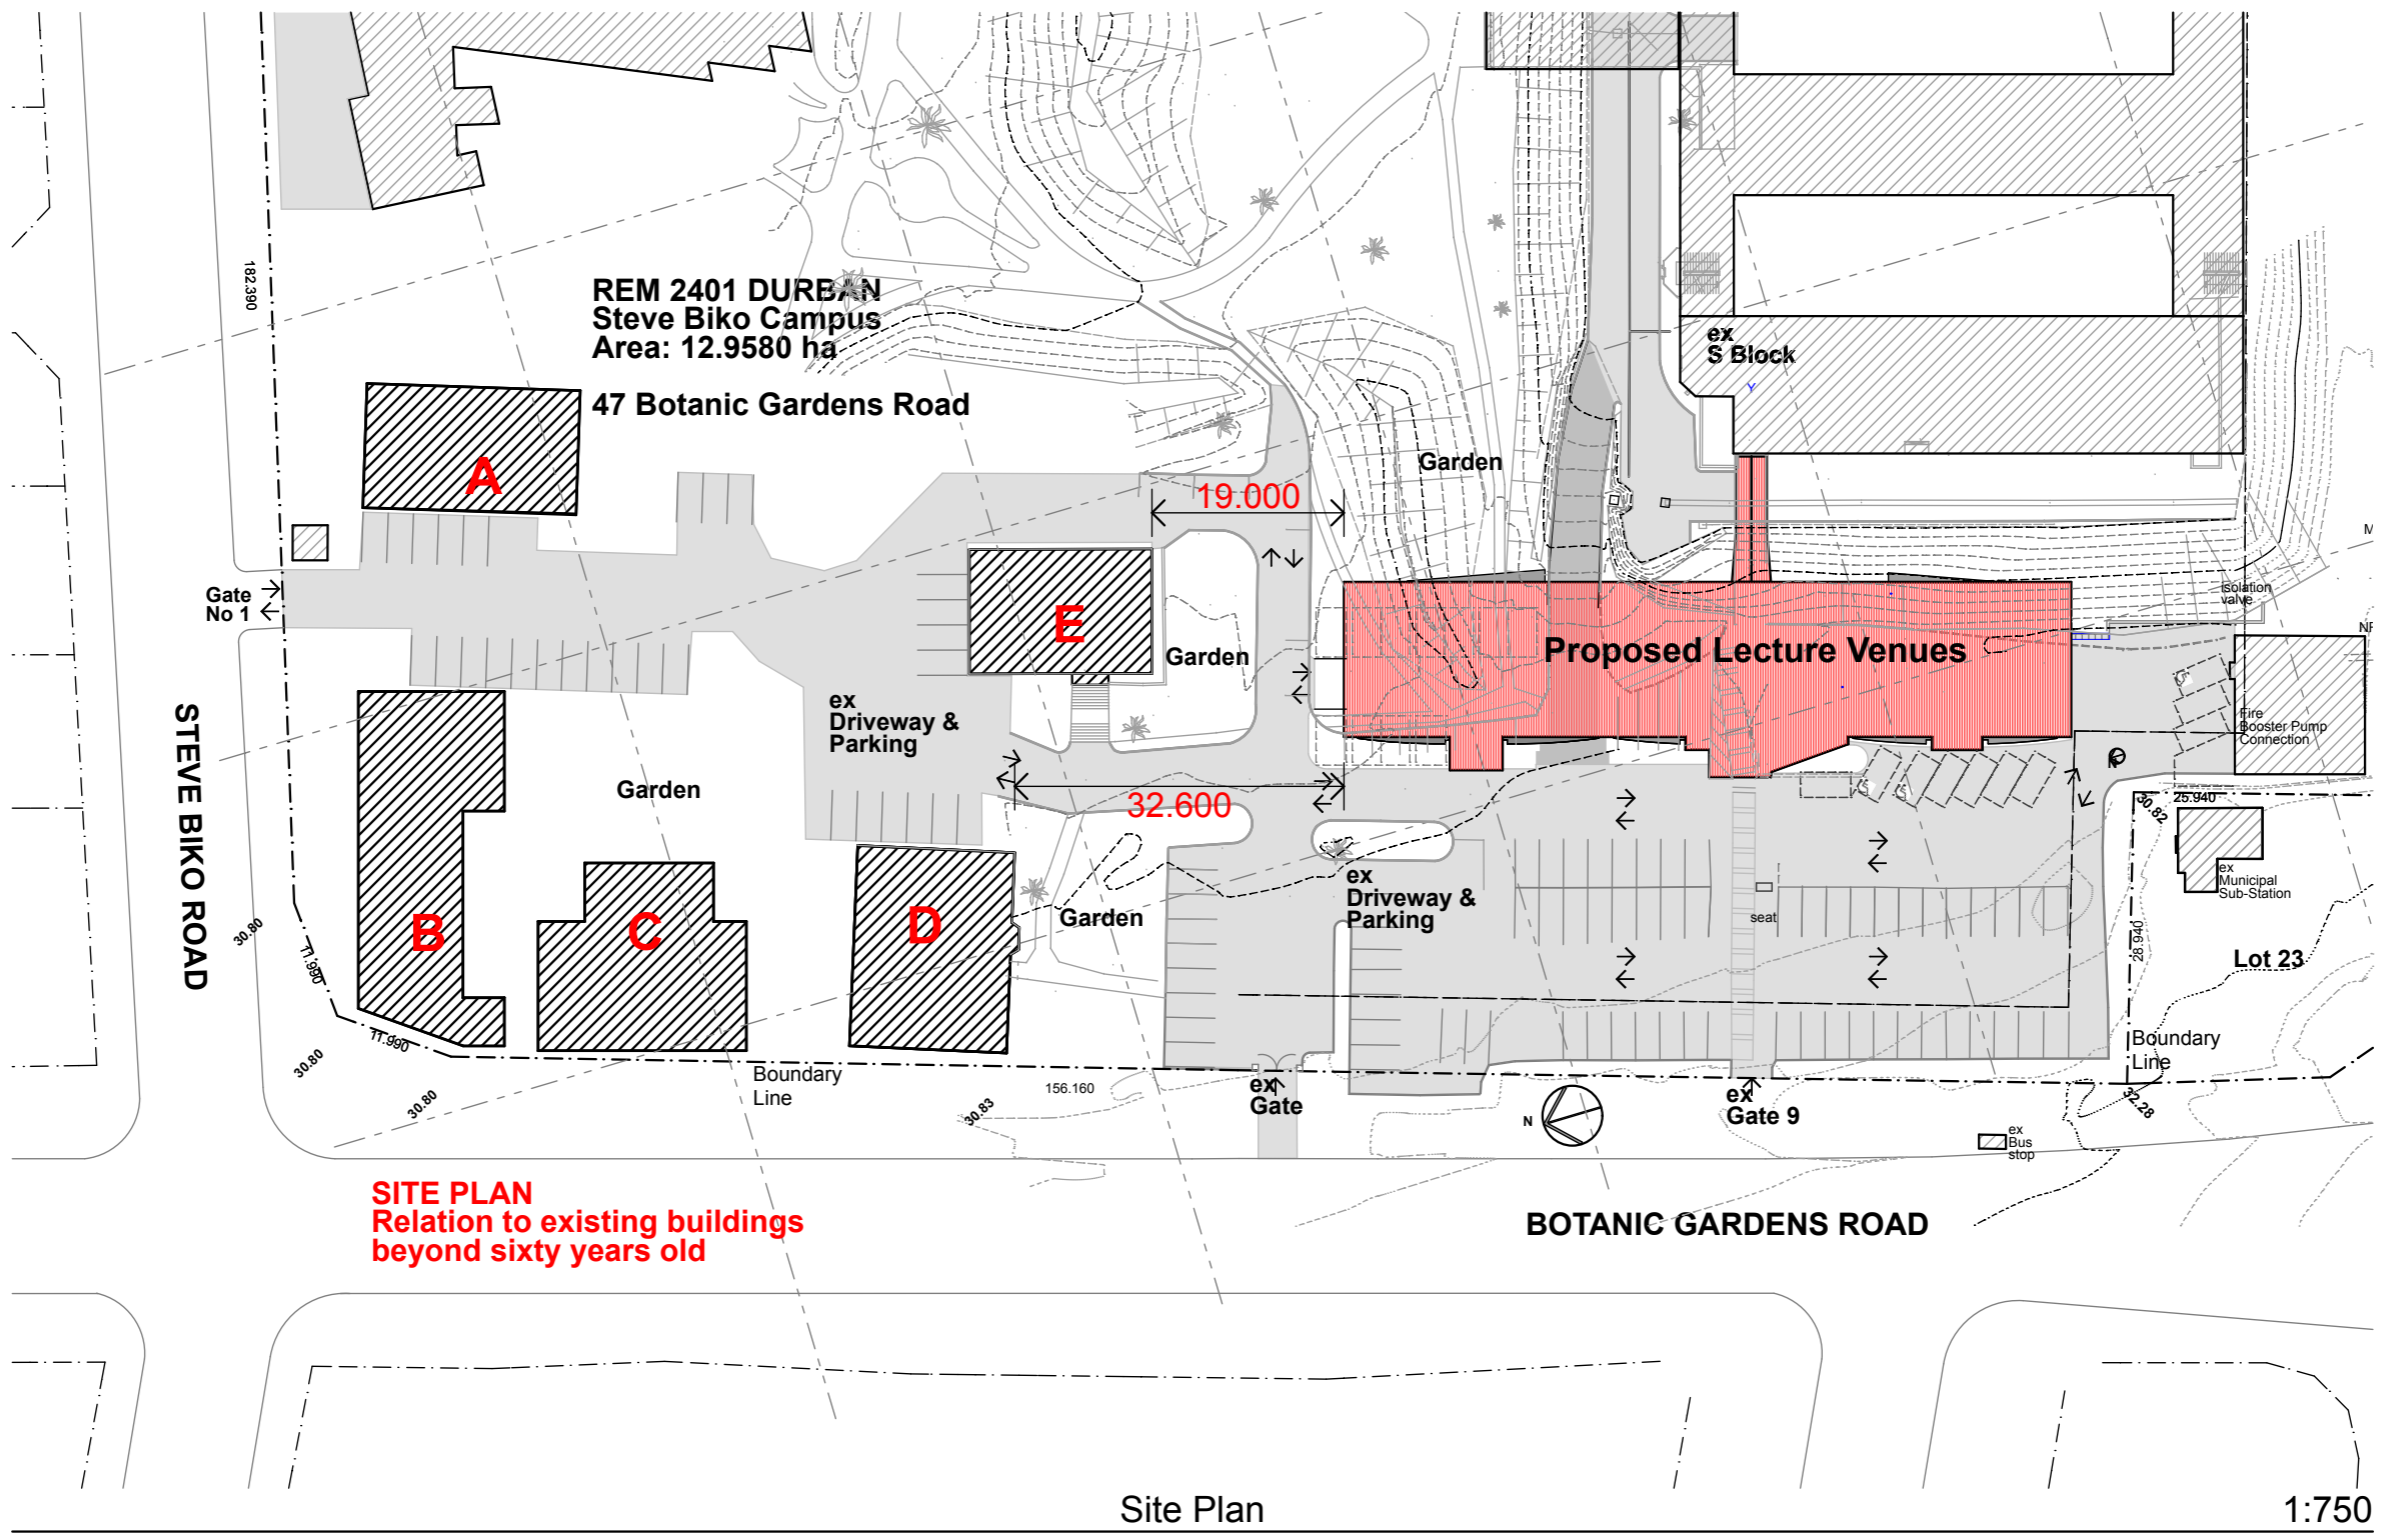 182.390
REM 2401 DURBAN
Steve Biko Campus
Area: 12.9580 ha
47 Botanic Gardens Road
ex
S Block
Y
A
Garden
19.000
Gate
No 1
E
Garden
Proposed Lecture Venues
isolation
valve
STEVE BIKO ROAD
ex
Driveway &
Parking
Garden
32.600
Fire
Booster Pump
Connection
25.940
30.82
B
C
D
Garden
ex
Driveway &
Parking
seat
ex
Municipal
Sub-Station
28.940
Lot 23
30.80
11.990
11.990
30.80
30.80
Boundary
Line
30.83
156.160
ex
Gate
N
ex
Gate 9
Boundary
Line
32.28
ex
Bus
stop
SITE PLAN
Relation to existing buildings
beyond sixty years old
BOTANIC GARDENS ROAD
Site Plan
1:750